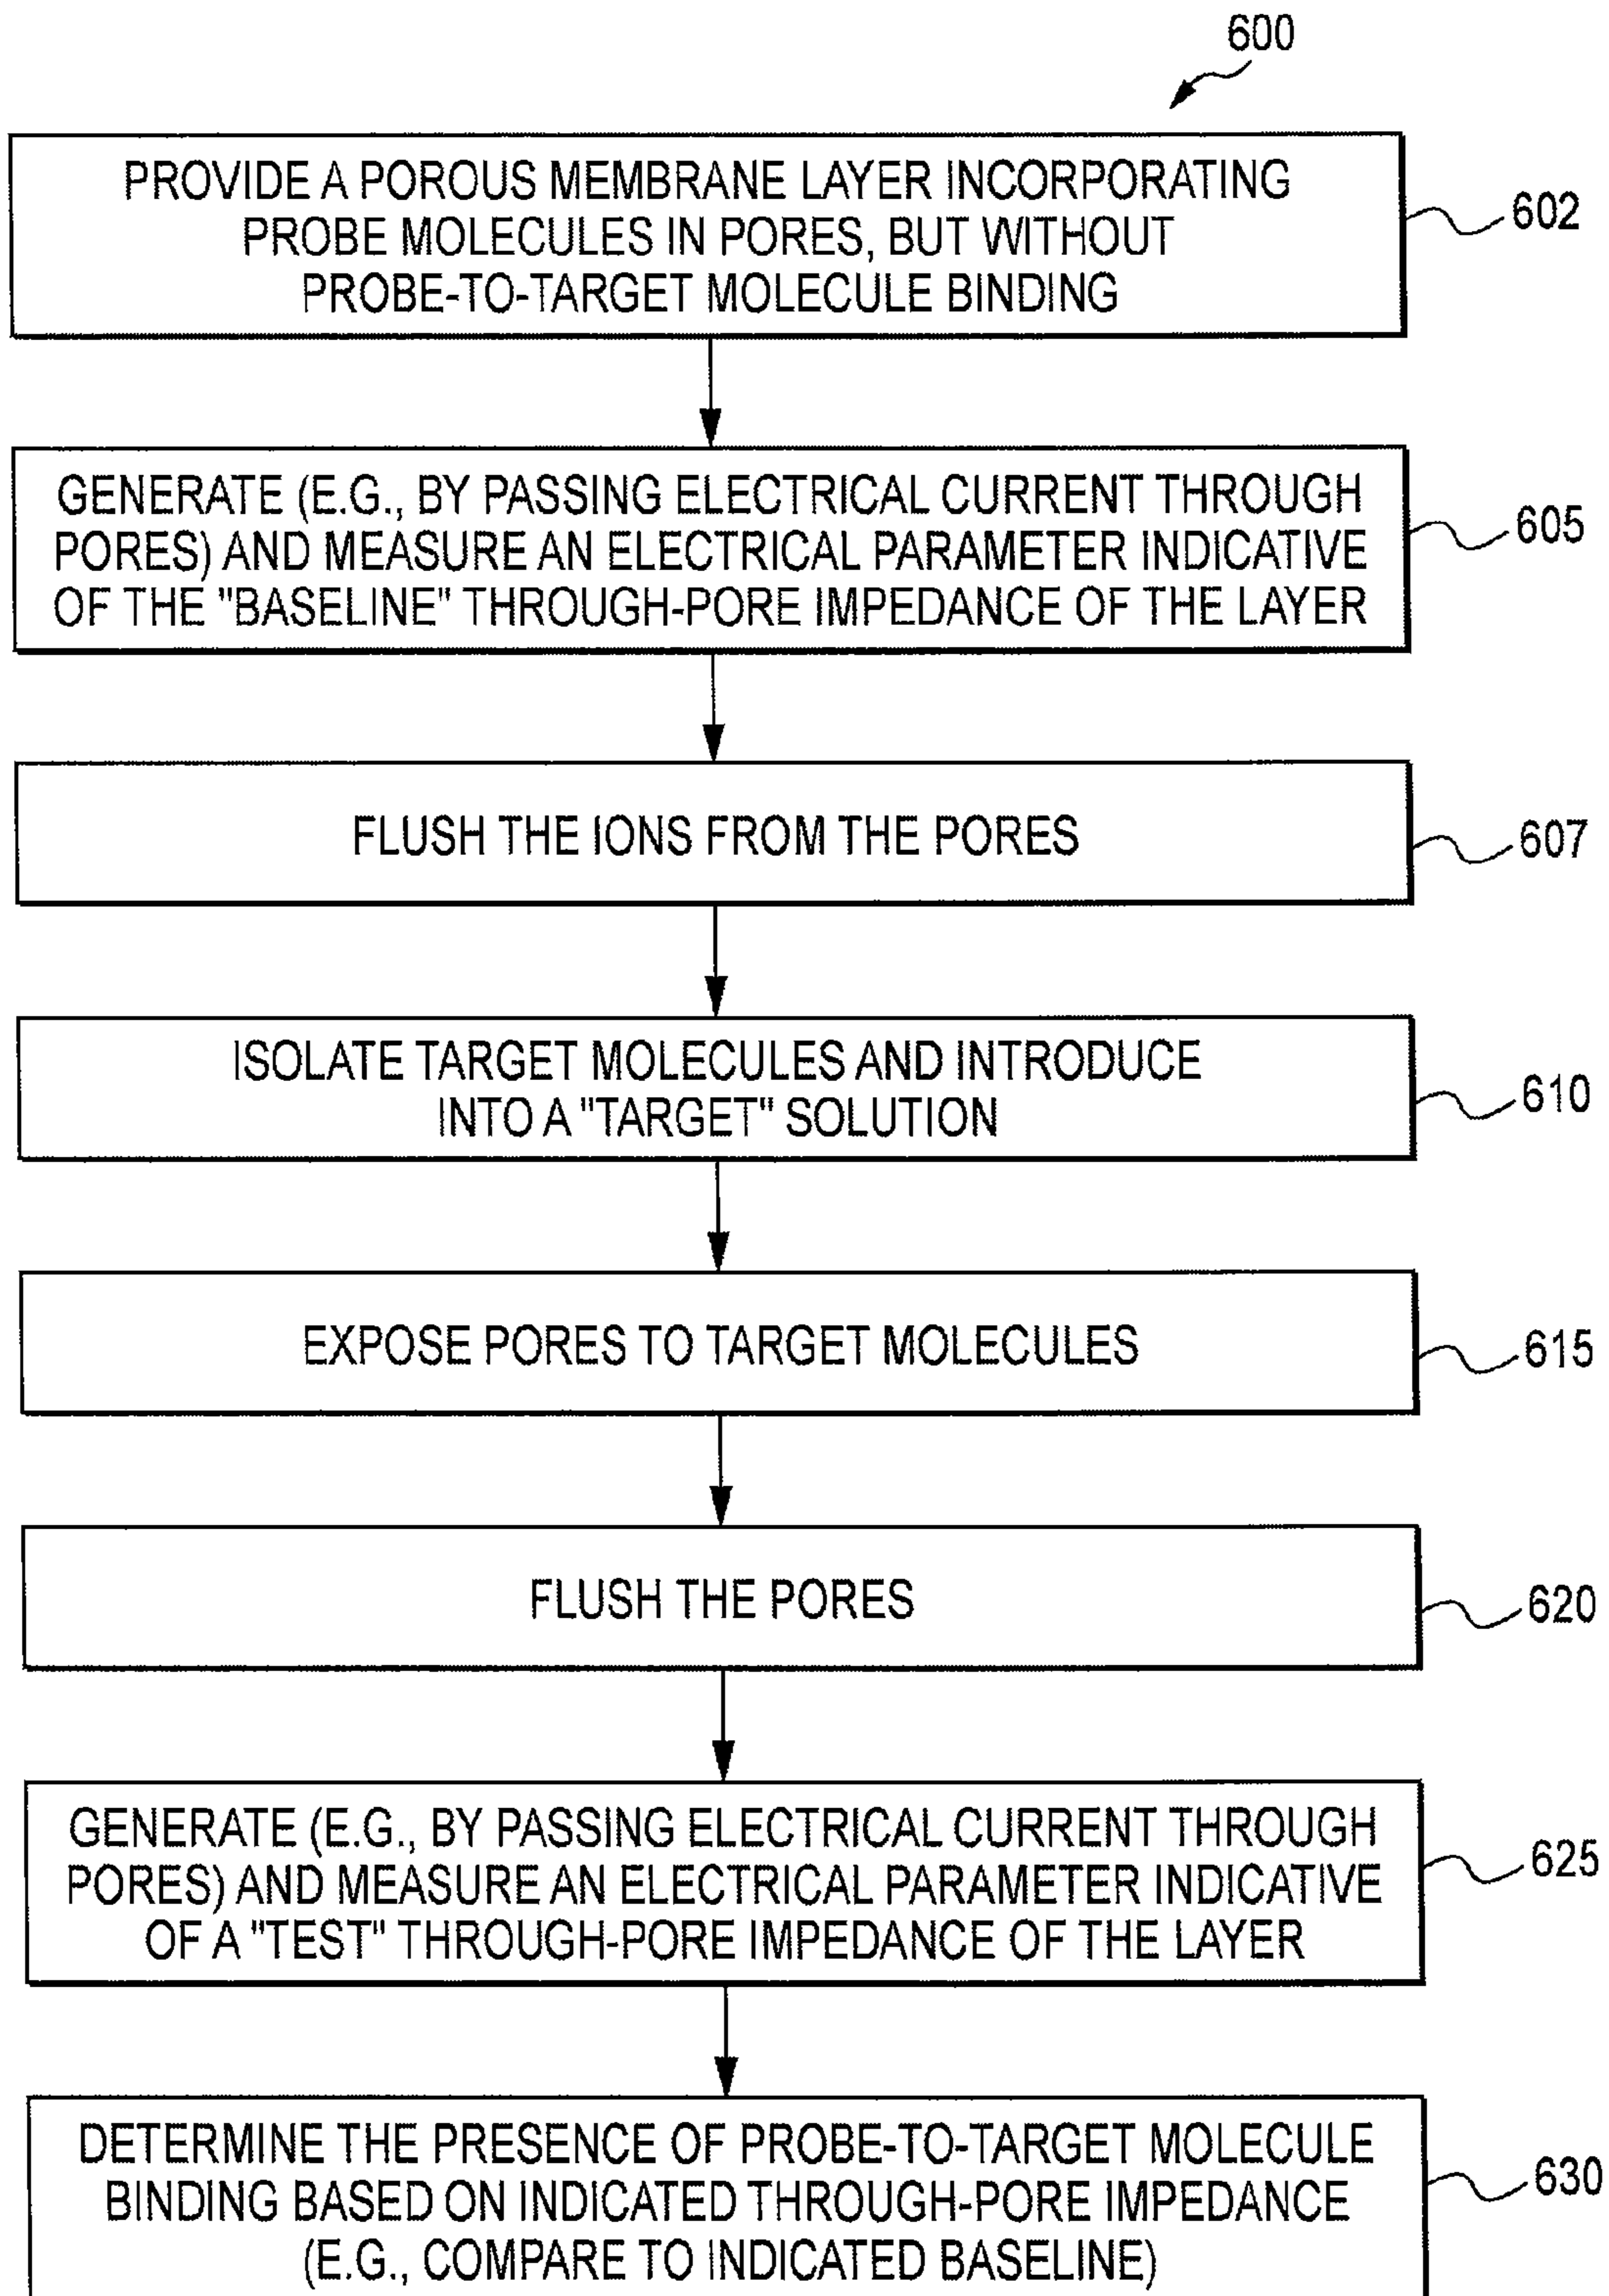 600
PROVIDE A POROUS MEMBRANE LAYER INCORPORATING
PROBE MOLECULES IN PORES, BUT WITHOUT
PROBE-TO-TARGET MOLECULE BINDING
602
GENERATE (E.G., BY PASSING ELECTRICAL CURRENT THROUGH
PORES) AND MEASURE AN ELECTRICAL PARAMETER INDICATIVE
OF THE "BASELINE" THROUGH-PORE IMPEDANCE OF THE LAYER
605
FLUSH THE IONS FROM THE PORES
607
ISOLATE TARGET MOLECULES AND INTRODUCE
INTO A "TARGET" SOLUTION
610
EXPOSE PORES TO TARGET MOLECULES
615
FLUSH THE PORES
620
GENERATE (E.G., BY PASSING ELECTRICAL CURRENT THROUGH
PORES) AND MEASURE AN ELECTRICAL PARAMETER INDICATIVE
OF A "TEST" THROUGH-PORE IMPEDANCE OF THE LAYER
625
DETERMINE THE PRESENCE OF PROBE-TO-TARGET MOLECULE
BINDING BASED ON INDICATED THROUGH-PORE IMPEDANCE
(E.G., COMPARE TO INDICATED BASELINE)
630